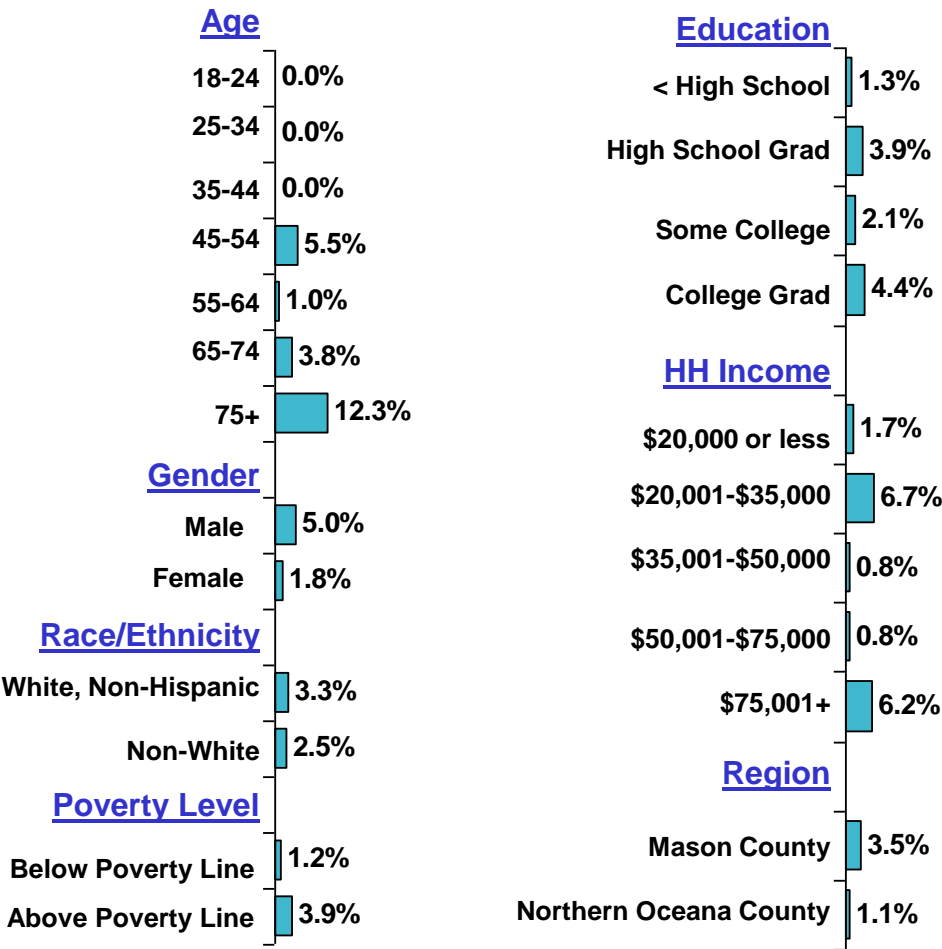 Age
18-24 0.0%
25-34 0.0%
35-44 0.0%
45-54 5.5%
55-64 1.0%
65-74 3.8%
75+ 12.3%
Gender
Male 5.0%
Female 1.8%
Race/Ethnicity
White, Non-Hispanic 3.3%
Non-White 2.5%
Poverty Level
Below Poverty Line 1.2%
Above Poverty Line 3.9%
Education
< High School 1.3%
High School Grad 3.9%
Some College 2.1%
College Grad 4.4%
HH Income
$20,000 or less 1.7%
$20,001-$35,000 6.7%
$35,001-$50,000 0.8%
$50,001-$75,000 0.8%
$75,001+ 6.2%
Region
Mason County 3.5%
Northern Oceana County 1.1%